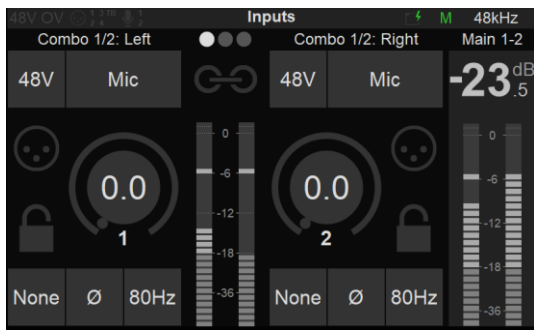 48V OV
Inputs
M
48kHz
Combo 1/2: Left
Combo 1/2: Right
Main 1-2
48V
Mic
48V
Mic
-23.5 dB
0
-6
-12
-18
-36
0.0
1
0.0
2
0
-6
-12
-18
-36
None
Ø
80Hz
None
Ø
80Hz